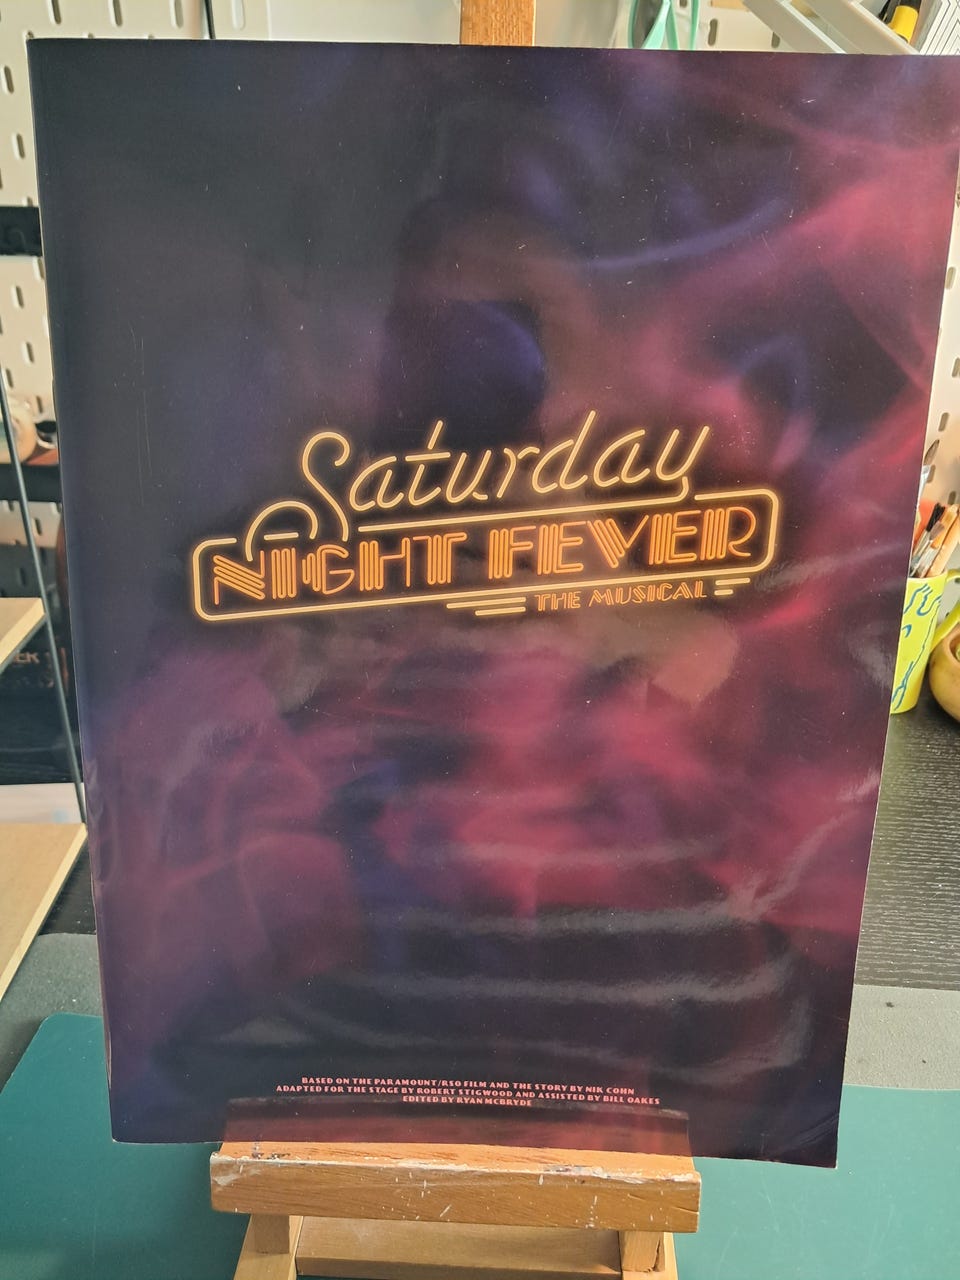 Saturday
NIGHT FEVER
THE MUSICAL
BASED ON THE PARAMOUNT/RSO FILM AND THE STORY BY NIK COHN
ADAPTED FOR THE STAGE BY ROBERT STIGWOOD AND ASSISTED BY BILL OAKES
EDITED BY RYAN MCBRYDE